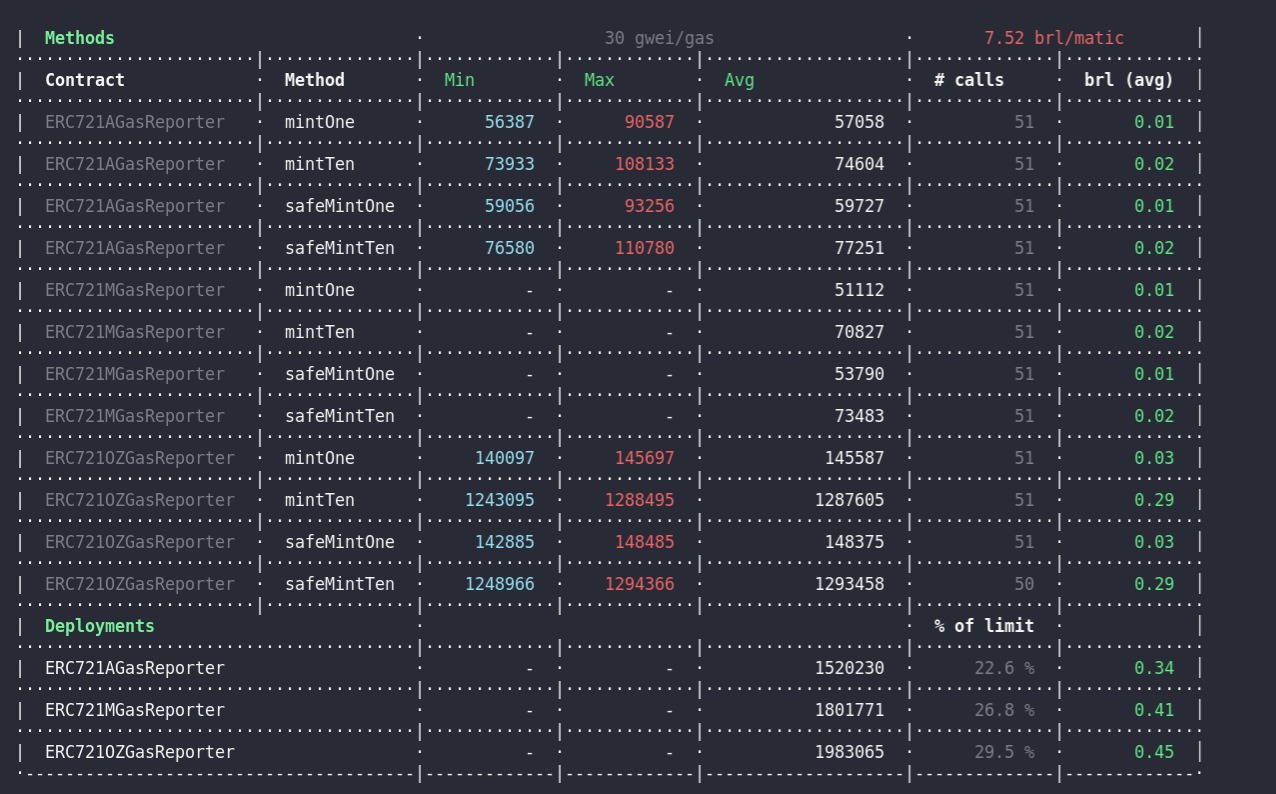 | Methods · 30 gwei/gas · 7.52 brl/matic |
| Contract · Method · Min · Max · Avg · # calls · brl (avg) |
| ERC721AGasReporter · mintOne · 56387 · 90587 · 57058 · 51 · 0.01 |
| ERC721AGasReporter · mintTen · 73933 · 108133 · 74604 · 51 · 0.02 |
| ERC721AGasReporter · safeMintOne · 59056 · 93256 · 59727 · 51 · 0.01 |
| ERC721AGasReporter · safeMintTen · 76580 · 110780 · 77251 · 51 · 0.02 |
| ERC721MGasReporter · mintOne · - · - · 51112 · 51 · 0.01 |
| ERC721MGasReporter · mintTen · - · - · 70827 · 51 · 0.02 |
| ERC721MGasReporter · safeMintOne · - · - · 53790 · 51 · 0.01 |
| ERC721MGasReporter · safeMintTen · - · - · 73483 · 51 · 0.02 |
| ERC721OZGasReporter · mintOne · 140097 · 145697 · 145587 · 51 · 0.03 |
| ERC721OZGasReporter · mintTen · 1243095 · 1288495 · 1287605 · 51 · 0.29 |
| ERC721OZGasReporter · safeMintOne · 142885 · 148485 · 148375 · 51 · 0.03 |
| ERC721OZGasReporter · safeMintTen · 1248966 · 1294366 · 1293458 · 50 · 0.29 |
| Deployments · · % of limit · |
| ERC721AGasReporter · - · - · 1520230 · 22.6 % · 0.34 |
| ERC721MGasReporter · - · - · 1801771 · 26.8 % · 0.41 |
| ERC721OZGasReporter · - · - · 1983065 · 29.5 % · 0.45 |